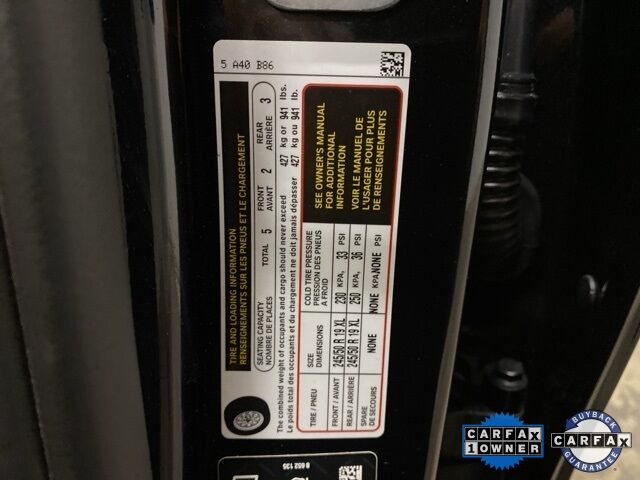 5 A40 B86
TIRE AND LOADING INFORMATION
RENSEIGNEMENTS SUR LES PNEUS ET LE CHARGEMENT
SEATING CAPACITY
NOMBRE DE PLACES
TOTAL 5
FRONT
AVANT 2
REAR
ARRIÈRE 3
The combined weight of occupants and cargo should never exceed 427 kg or 941 lbs.
Le poids total des occupants et du chargement ne doit jamais dépasser 427 kg ou 941 lb.
TIRE / PNEU
SIZE
DIMENSIONS
COLD TIRE PRESSURE
PRESSION DES PNEUS
A FROID
FRONT / AVANT 245/50 R 19 XL 230 KPA, 33 PSI
REAR / ARRIÈRE 245/50 R 19 XL 250 KPA, 36 PSI
SPARE
DE SECOURS
NONE NONE KPA, NONE PSI
SEE OWNER'S MANUAL
FOR ADDITIONAL
INFORMATION
VOIR LE MANUEL DE
L'USAGER POUR PLUS
DE RENSEIGNEMENTS
8 652 135
CARFAX
1 OWNER
BUYBACK
CARFAX
GUARANTEE